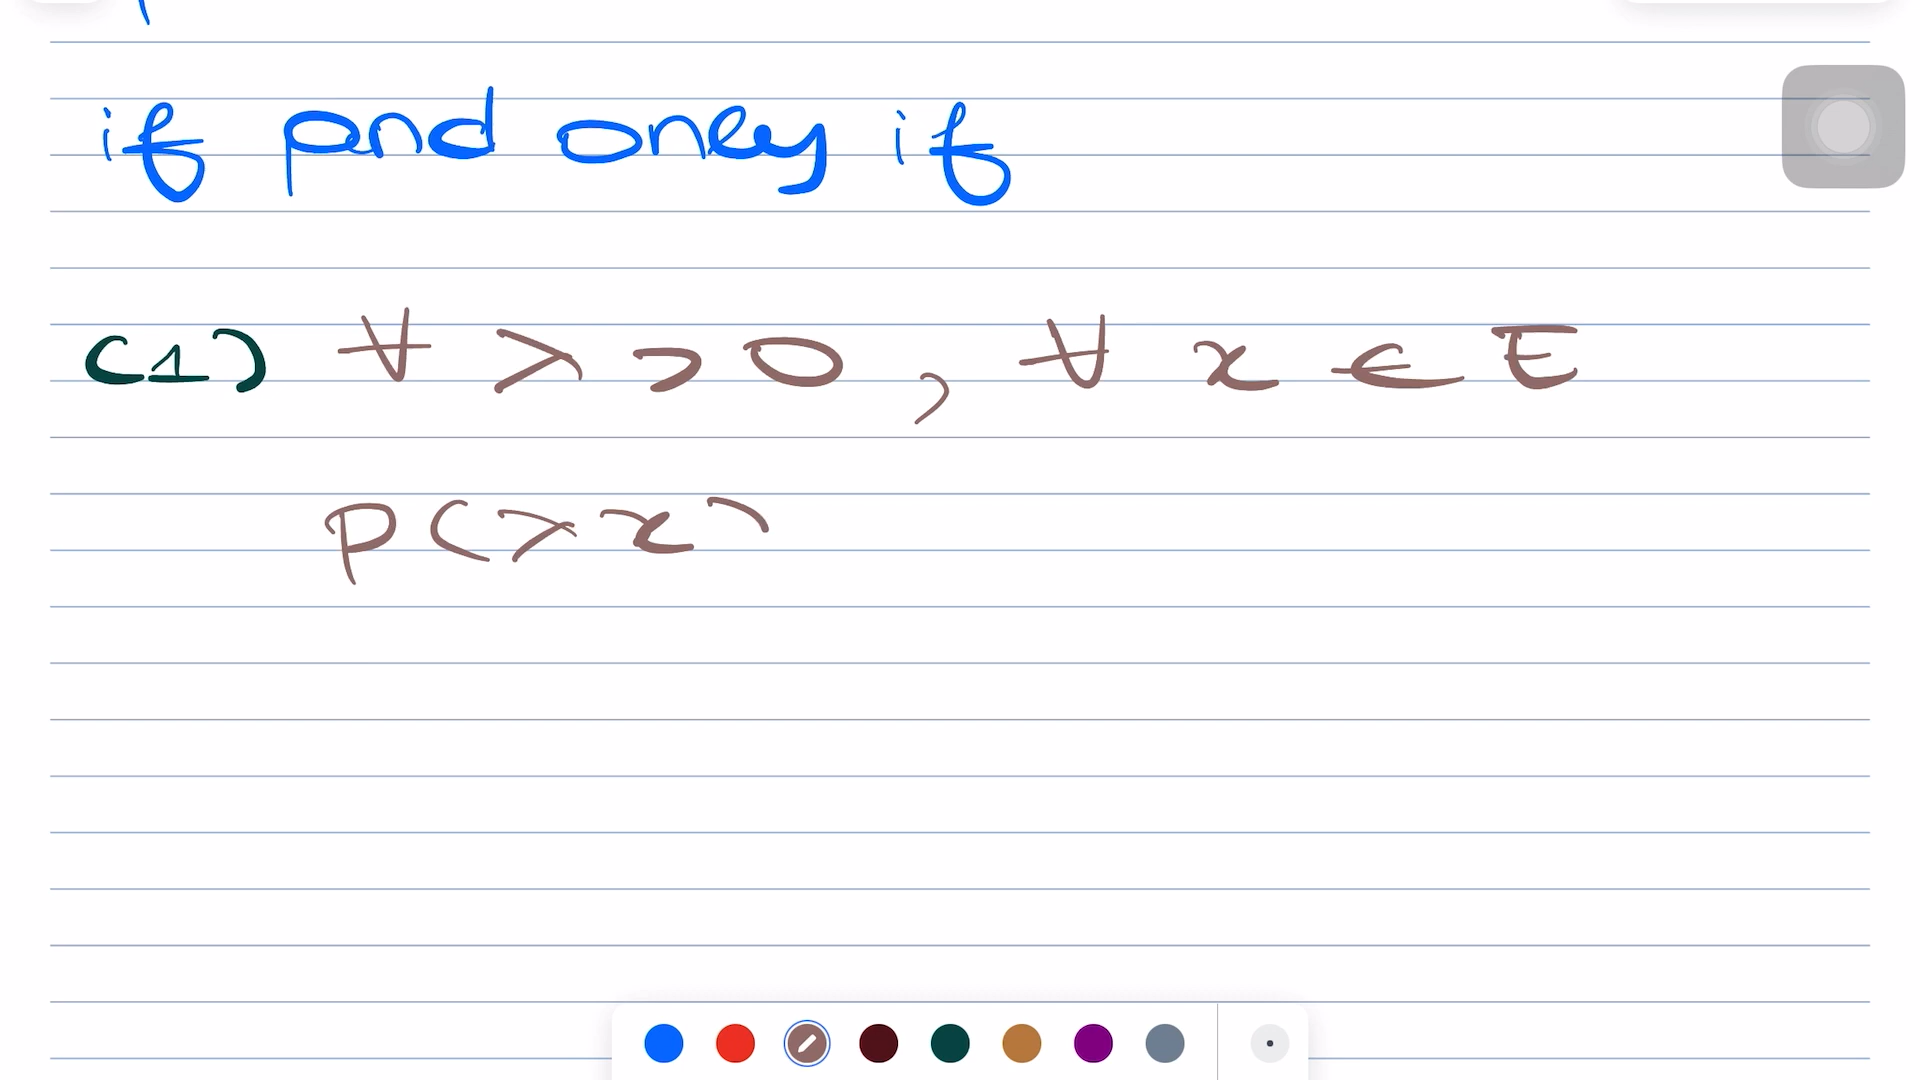 if and only if
(1) ∀ λ > 0 , ∀ x ∈ E
p(λx)